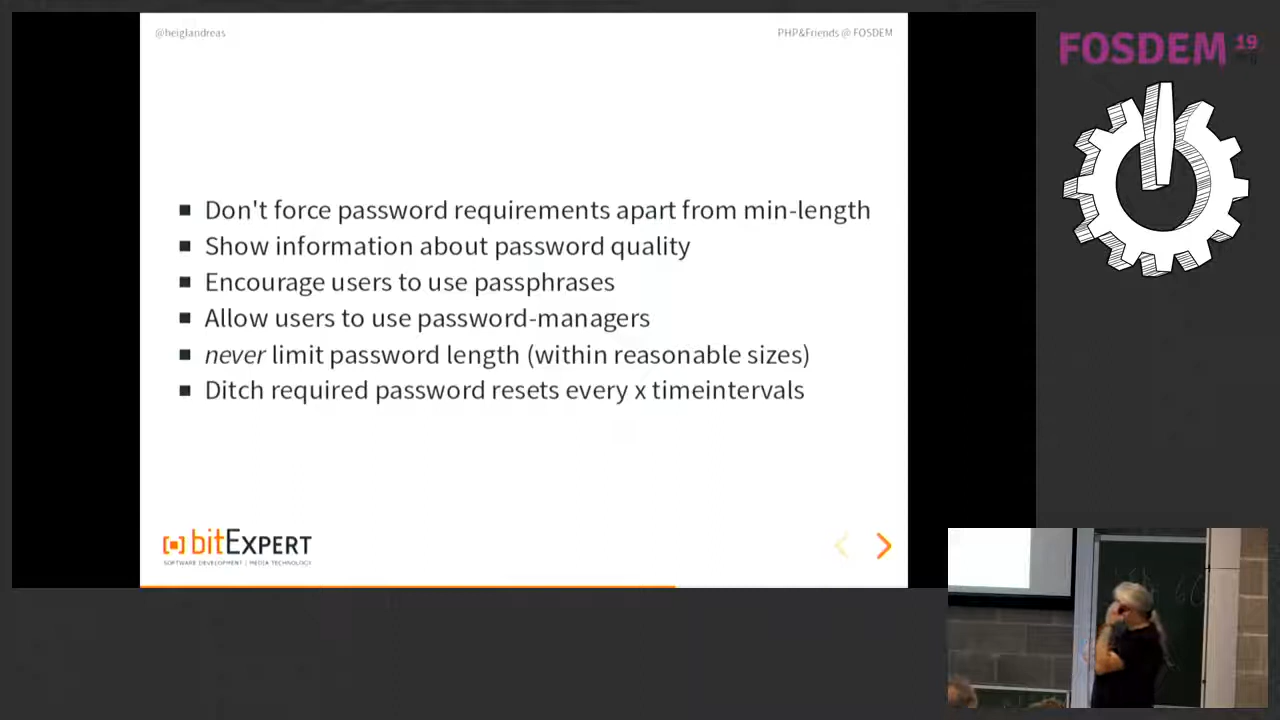 @heiglandreas
PHP&Friends @ FOSDEM
FOSDEM 19
Don't force password requirements apart from min-length
Show information about password quality
Encourage users to use passphrases
Allow users to use password-managers
never limit password length (within reasonable sizes)
Ditch required password resets every x timeintervals
bitExpert
SOFTWARE DEVELOPMENT | MEDIA TECHNOLOGY